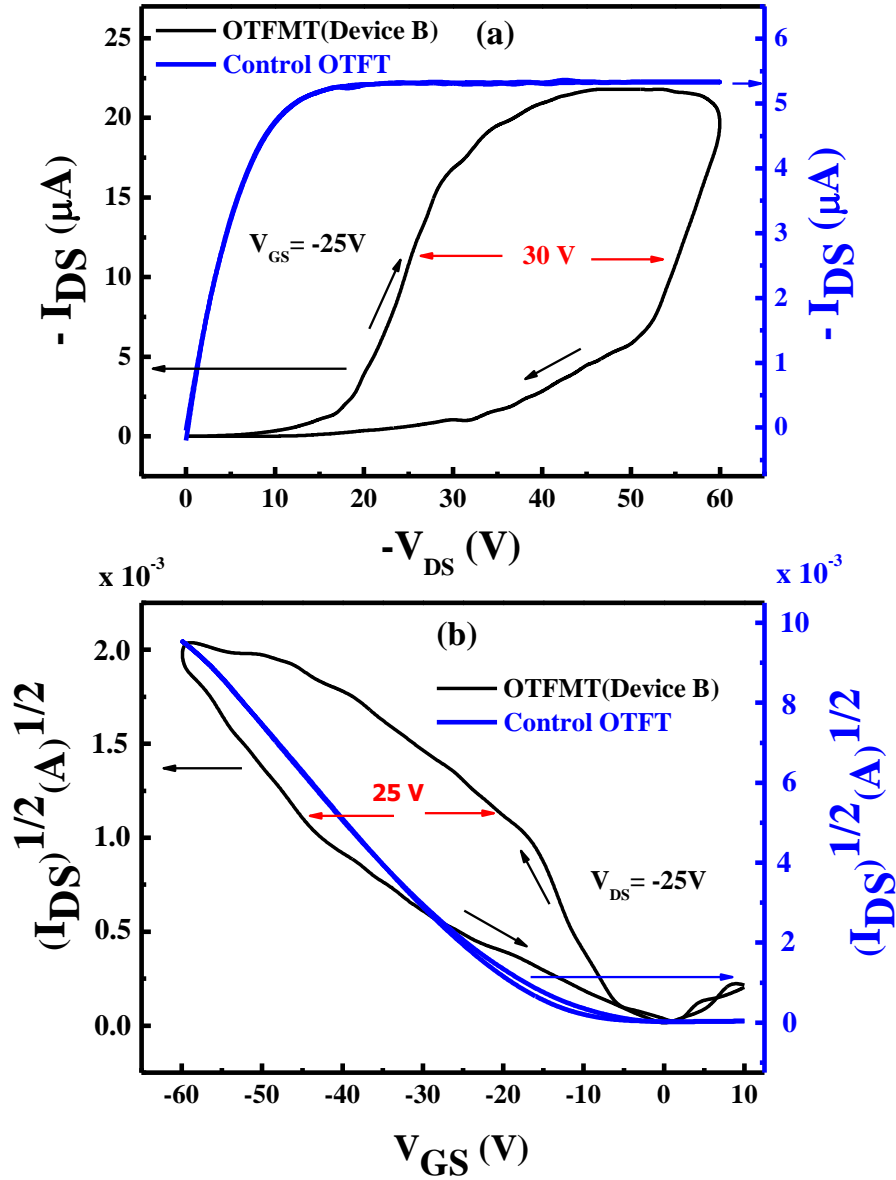 OTFMT(Device B)
Control OTFT
(a)
25
20
15
10
5
0
- I_DS (µA)
6
5
4
3
2
1
0
- I_DS (µA)
V_GS= -25V
30 V
0 10 20 30 40 50 60
-V_DS (V)
x 10^-3
x 10^-3
(b)
OTFMT(Device B)
Control OTFT
2.0
1.5
1.0
0.5
0.0
(I_DS)^1/2(A)^1/2
10
8
6
4
2
0
(I_DS)^1/2(A)^1/2
25 V
V_DS= -25V
-60 -50 -40 -30 -20 -10 0 10
V_GS (V)